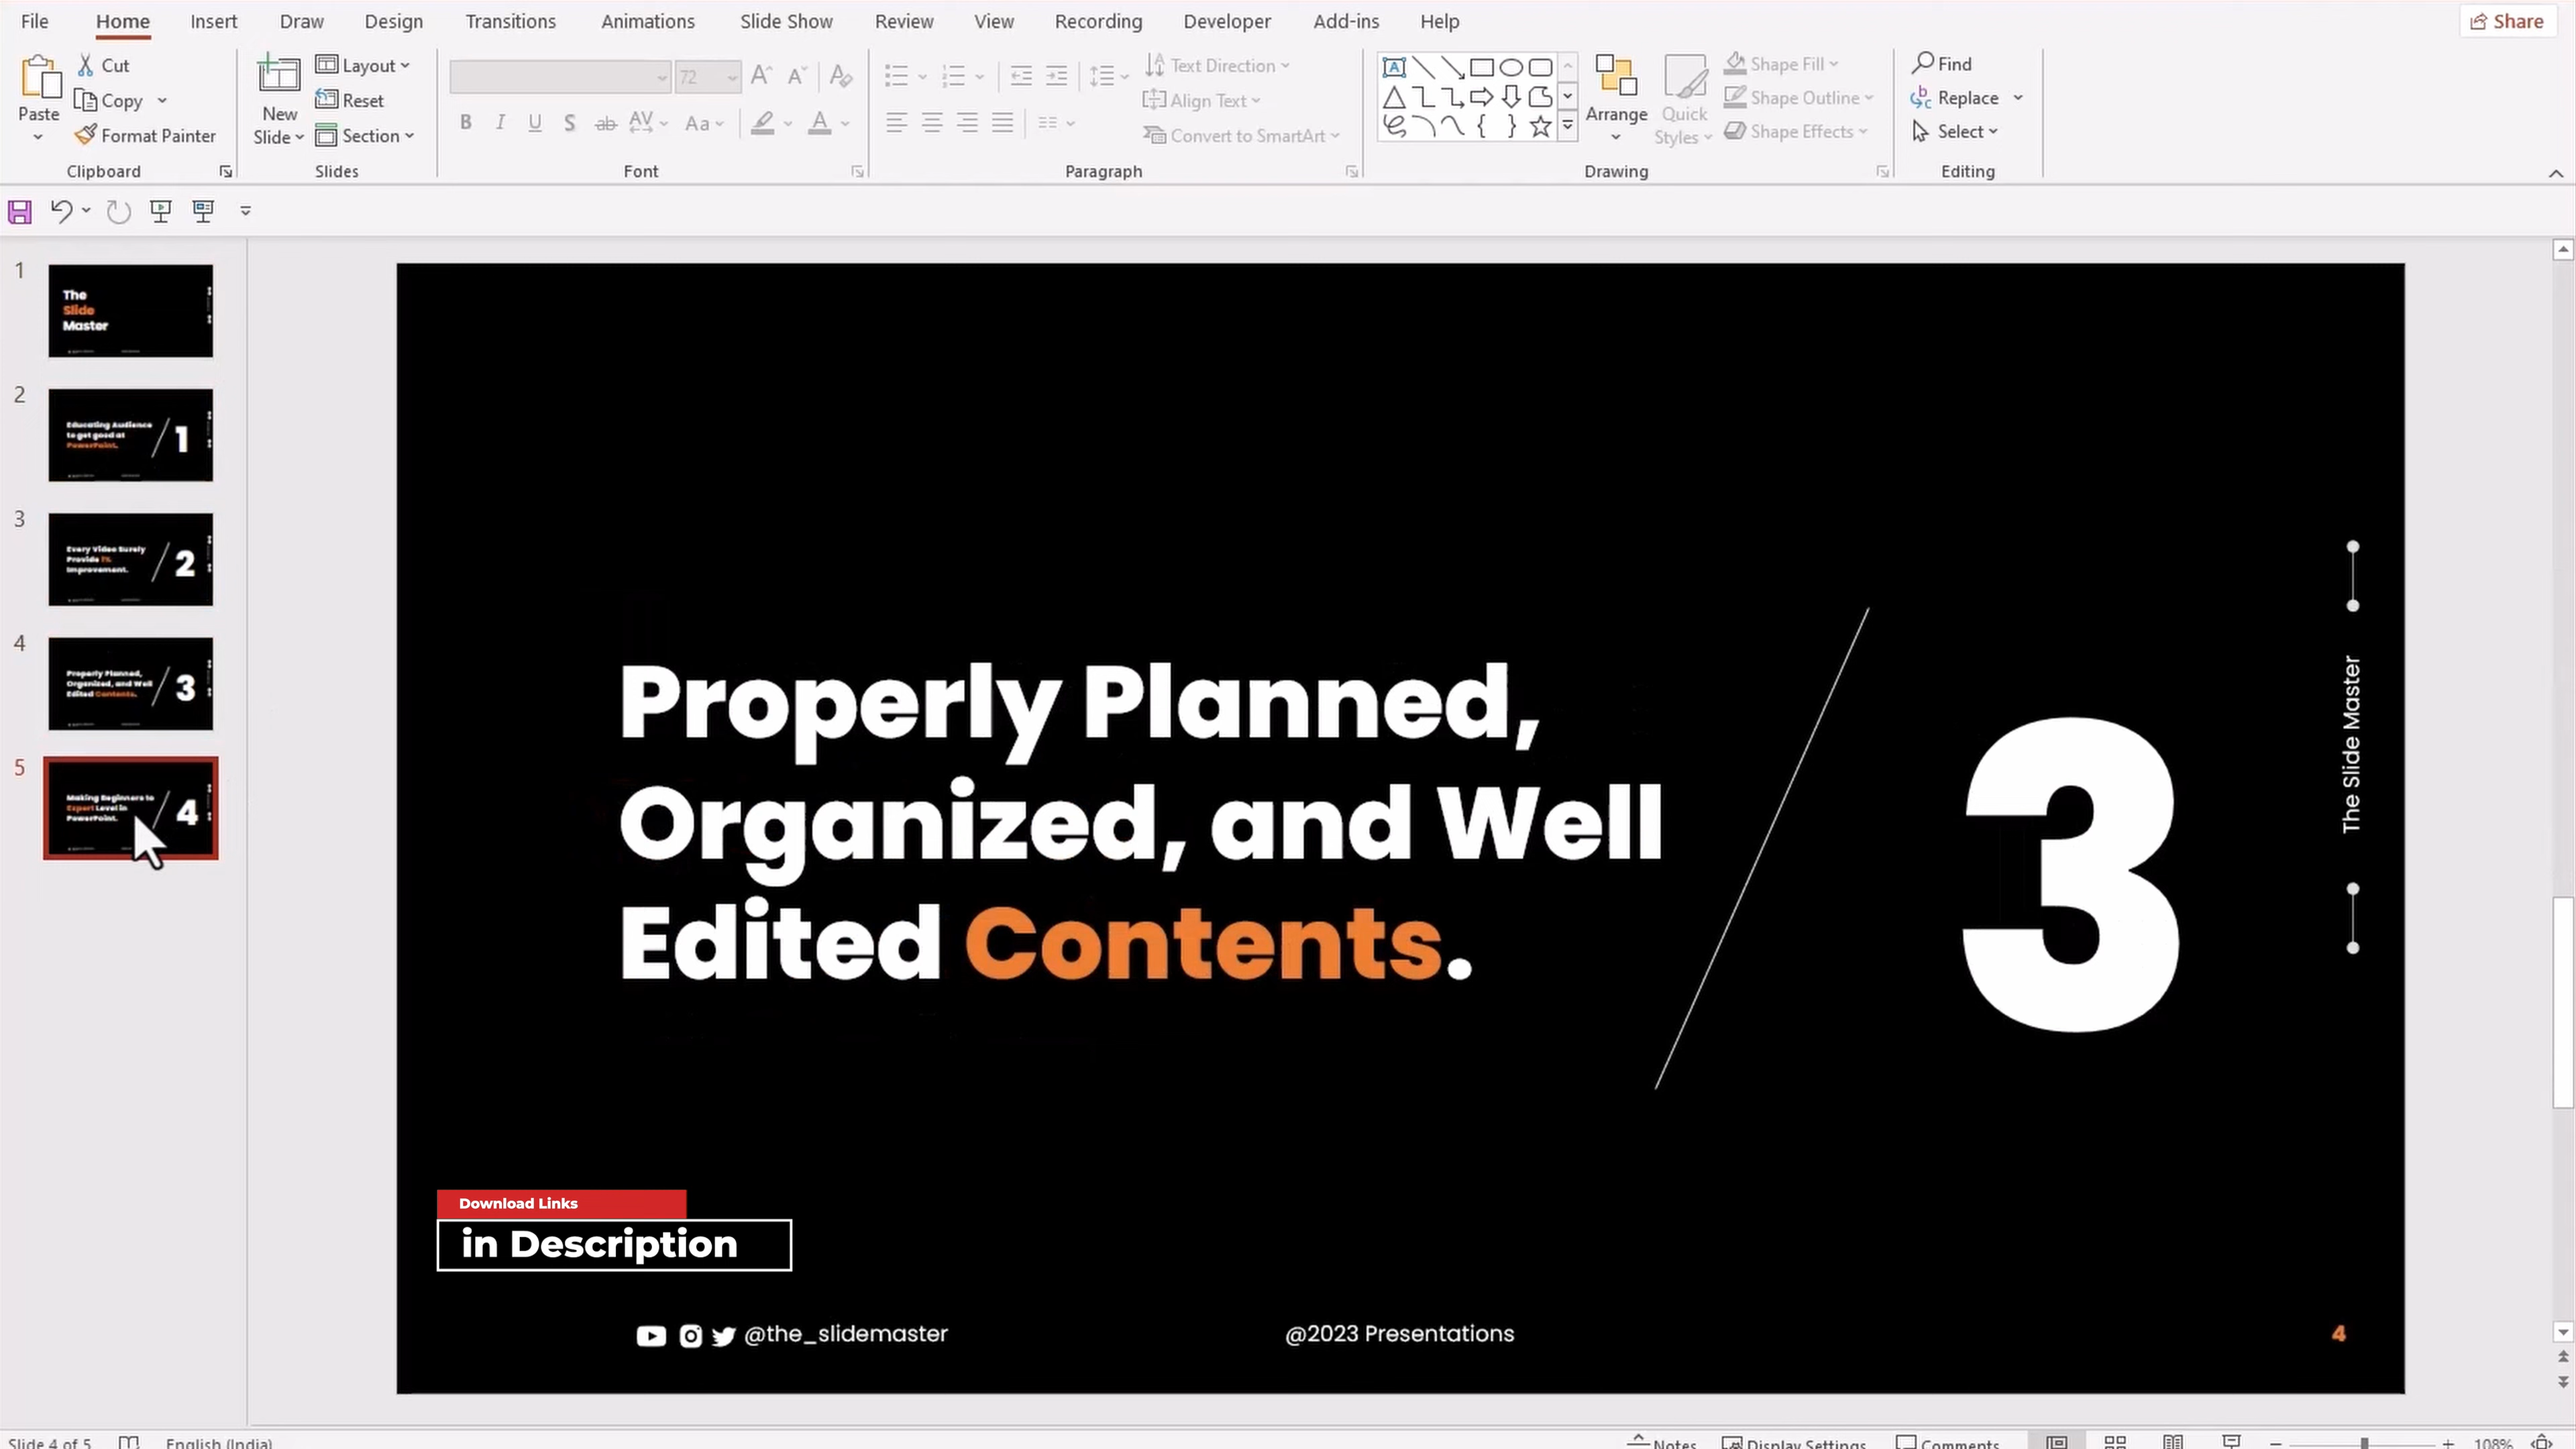 File Home Insert Draw Design Transitions Animations Slide Show Review View Recording Developer Add-ins Help Share
Paste
Cut
Copy
Format Painter
Clipboard
New
Slide
Layout
Reset
Section
Slides
72
Font
Text Direction
Align Text
Convert to SmartArt
Paragraph
Arrange
Quick
Styles
Shape Fill
Shape Outline
Shape Effects
Drawing
Find
Replace
Select
Editing
1
The
Slide
Master
2
Educating Audience
to get good at
PowerPoint.
1
3
Every Video Surely
Provide 1%
Improvement.
2
4
Properly Planned,
Organized, and Well
Edited Contents.
3
5
Making Beginners to
Expert Level in
PowerPoint.
4
Properly Planned,
Organized, and Well
Edited Contents.
3
The Slide Master
Download Links
in Description
@the_slidemaster
@2023 Presentations
4
Slide 4 of 5 English (India) Notes Display Settings Comments 108%